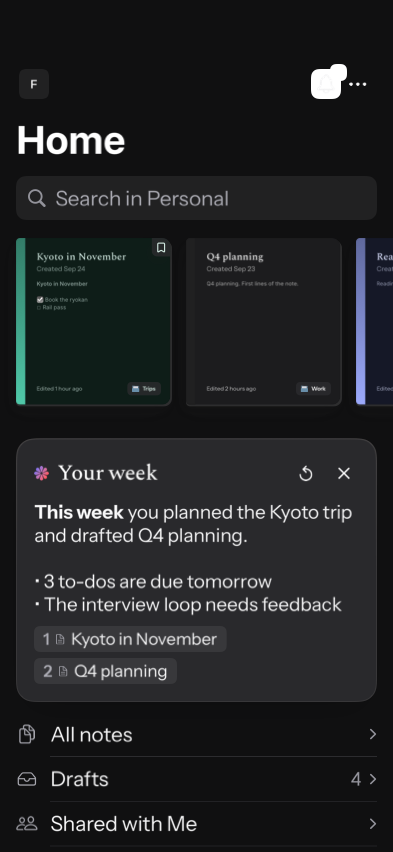 F
Home
Search in Personal
Kyoto in November
Created Sep 24
Kyoto in November
Book the ryokan
Rail pass
Edited 1 hour ago
Trips
Q4 planning
Created Sep 23
Q4 planning. First lines of the note.
Edited 2 hours ago
Work
Your week
This week you planned the Kyoto trip
and drafted Q4 planning.
• 3 to-dos are due tomorrow
• The interview loop needs feedback
1 Kyoto in November
2 Q4 planning
All notes
Drafts 4
Shared with Me